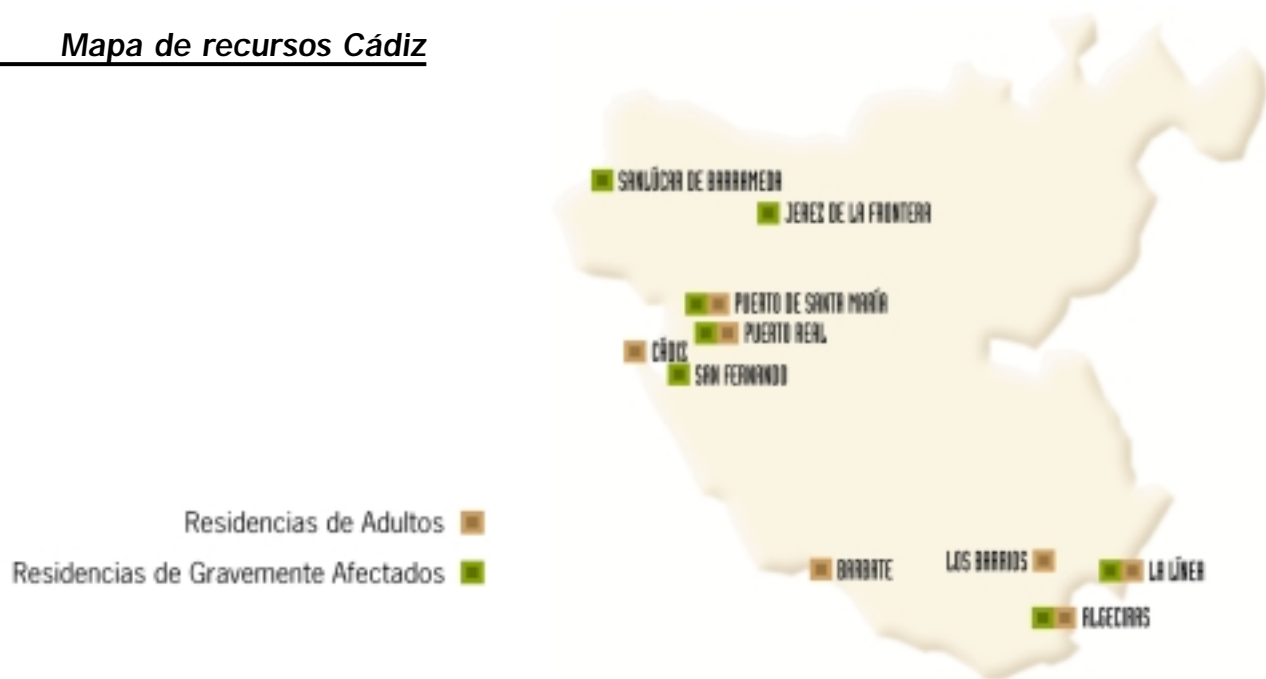 Mapa de recursos Cádiz
SANLÚCAR DE BARRAMEDA
JEREZ DE LA FRONTERA
PUERTO DE SANTA MARÍA
PUERTO REAL
CÁDIZ
SAN FERNANDO
Residencias de Adultos
Residencias de Gravemente Afectados
BARBATE
LOS BARRIOS
LA LÍNEA
ALGECIRAS